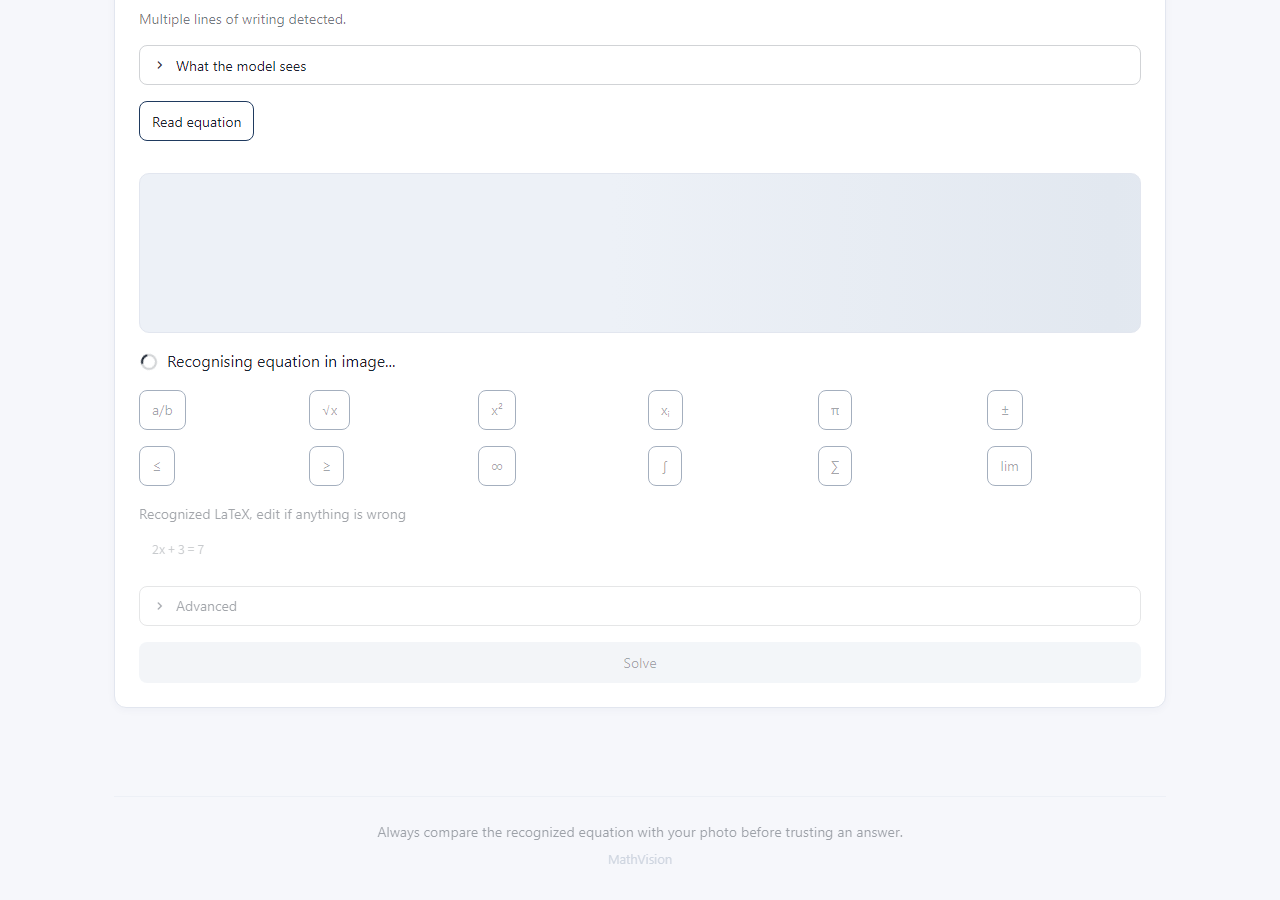 Multiple lines of writing detected.
What the model sees
Read equation
Recognising equation in image...
a/b √x x² xᵢ π ±
≤ ≥ ∞ ∫ ∑ lim
Recognized LaTeX, edit if anything is wrong
2x + 3 = 7
Advanced
Solve
Always compare the recognized equation with your photo before trusting an answer.
MathVision